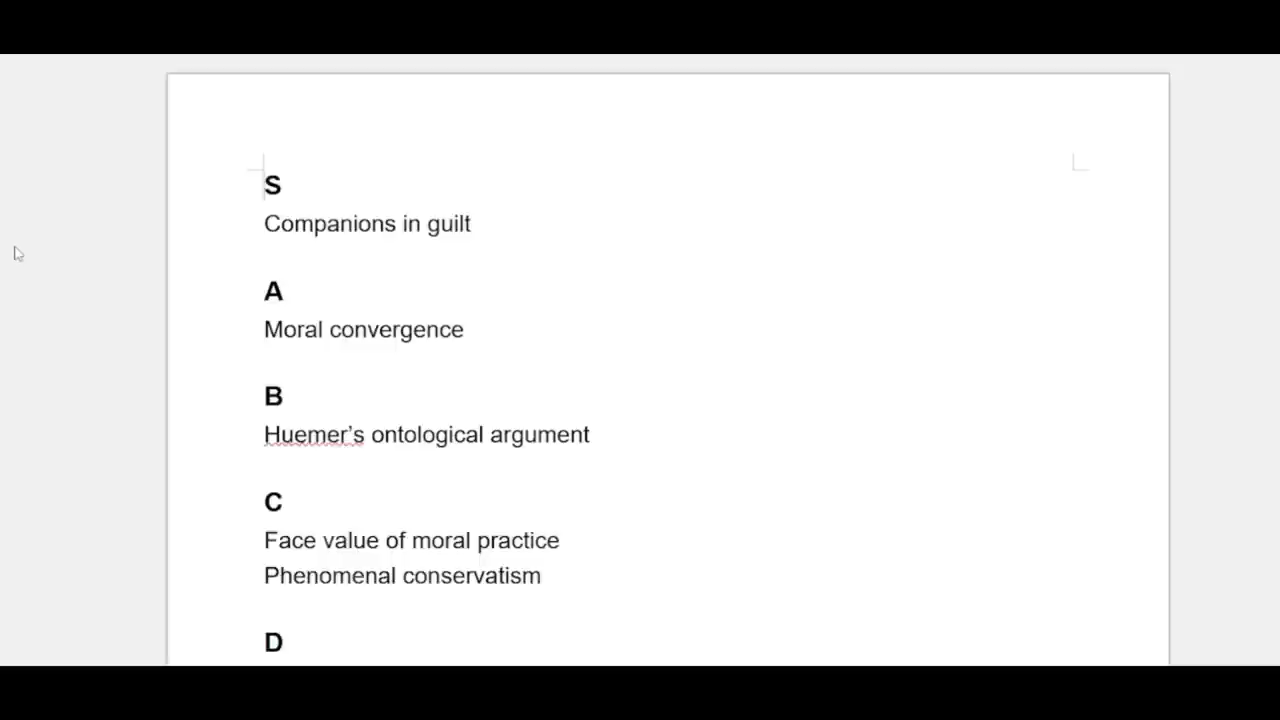 S
Companions in guilt
A
Moral convergence
B
Huemer’s ontological argument
C
Face value of moral practice
Phenomenal conservatism
D